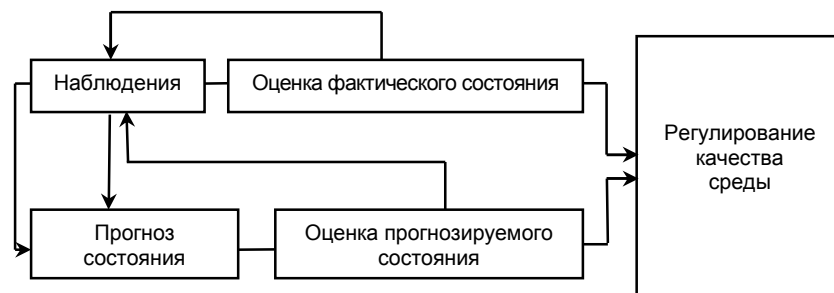 Наблюдения
Оценка фактического состояния
Регулирование
качества
среды
Прогноз
состояния
Оценка прогнозируемого
состояния